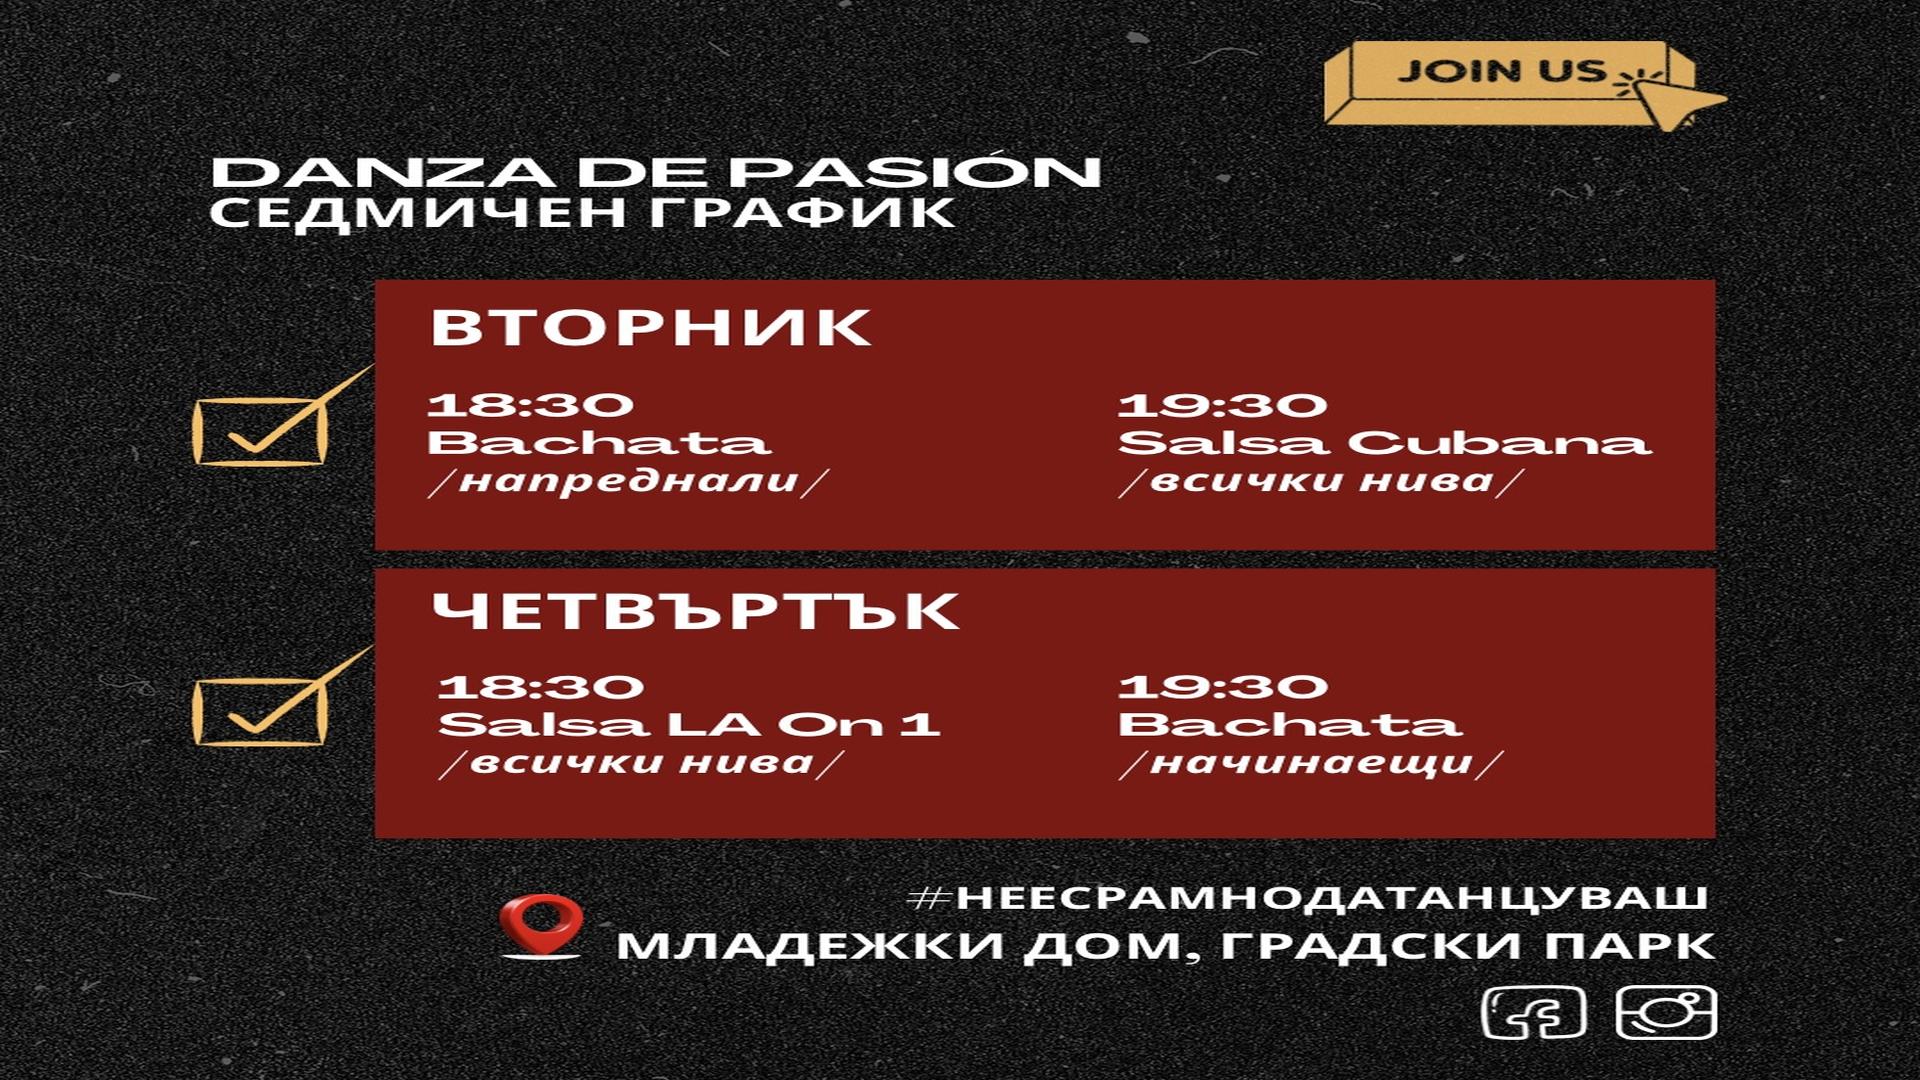 JOIN US
DANZA DE PASIÓN
СЕДМИЧЕН ГРАФИК
ВТОРНИК
18:30
Bachata
/напреднали/
19:30
Salsa Cubana
/всички нива/
ЧЕТВЪРТЪК
18:30
Salsa LA On 1
/всички нива/
19:30
Bachata
/начинаещи/
#НЕЕСРАМНОДАТАНЦУВАШ
МЛАДЕЖКИ ДОМ, ГРАДСКИ ПАРК